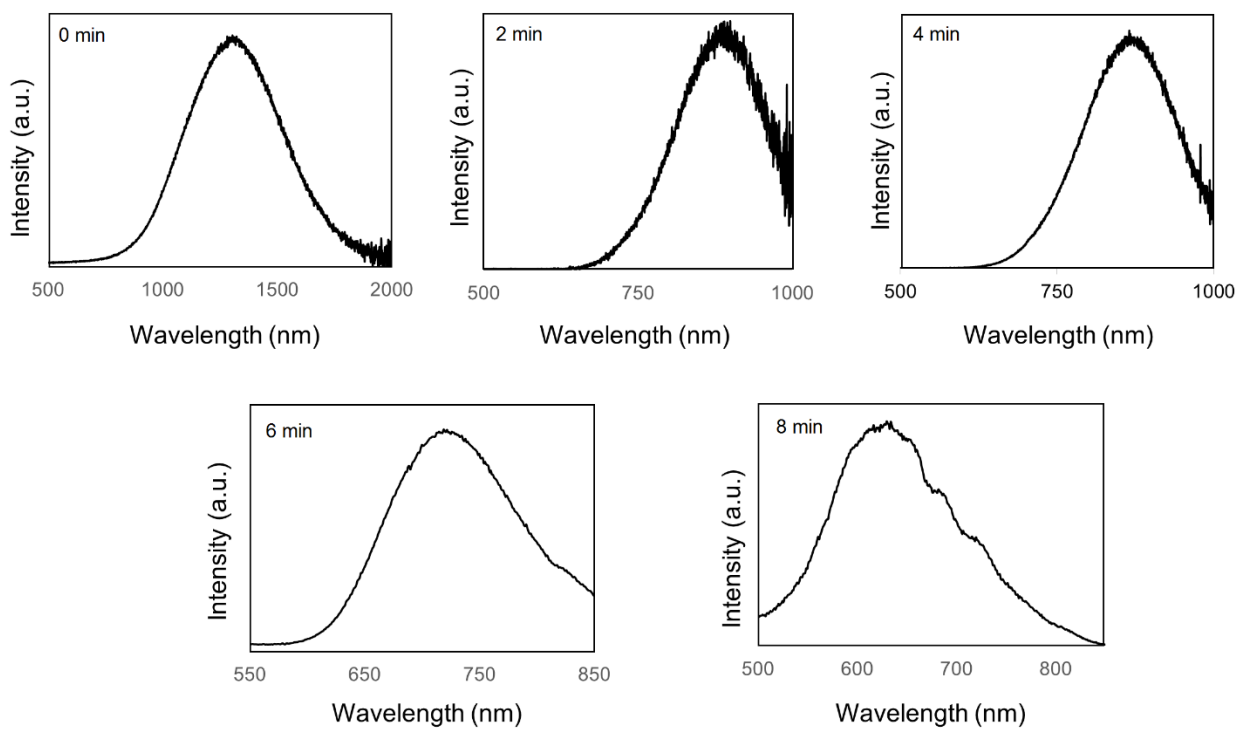 0 min
Intensity (a.u.)
500 1000 1500 2000
Wavelength (nm)
2 min
Intensity (a.u.)
500 750 1000
Wavelength (nm)
4 min
Intensity (a.u.)
500 750 1000
Wavelength (nm)
6 min
Intensity (a.u.)
550 650 750 850
Wavelength (nm)
8 min
Intensity (a.u.)
500 600 700 800
Wavelength (nm)